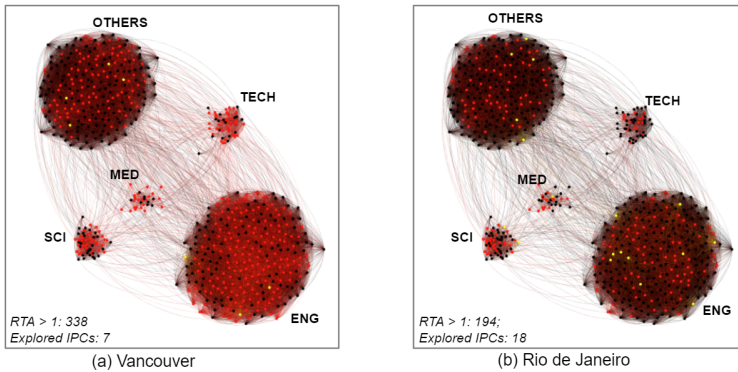 OTHERS
TECH
MED
SCI
ENG
RTA > 1: 338
Explored IPCs: 7
(a) Vancouver
OTHERS
TECH
MED
SCI
ENG
RTA > 1: 194;
Explored IPCs: 18
(b) Rio de Janeiro